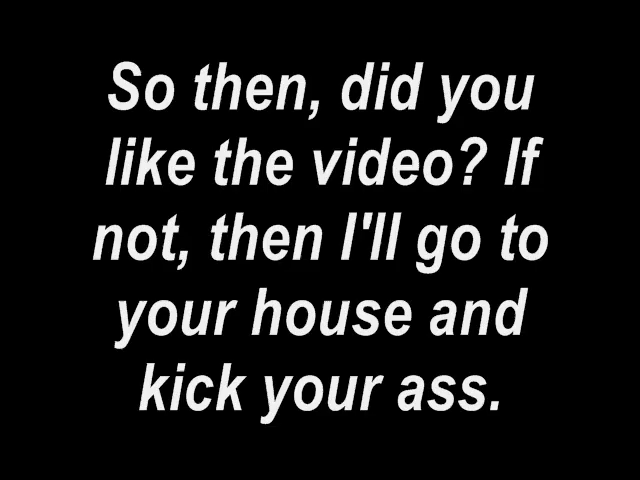 So then, did you
like the video? If
not, then I'll go to
your house and
kick your ass.